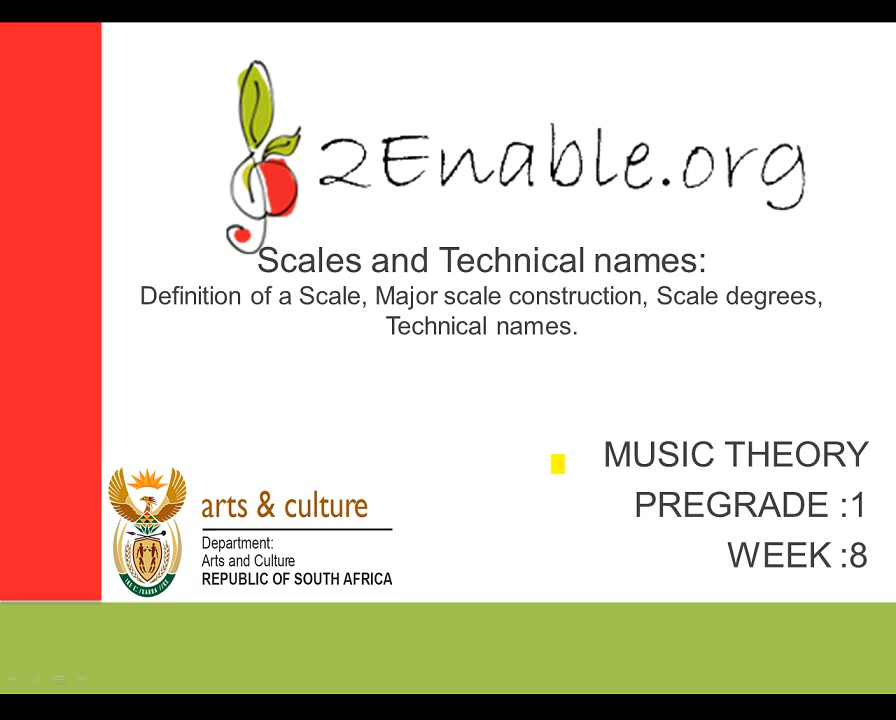 2Enable.org
Scales and Technical names:
Definition of a Scale, Major scale construction, Scale degrees,
Technical names.
MUSIC THEORY
PREGRADE :1
WEEK :8
arts & culture
Department:
Arts and Culture
REPUBLIC OF SOUTH AFRICA